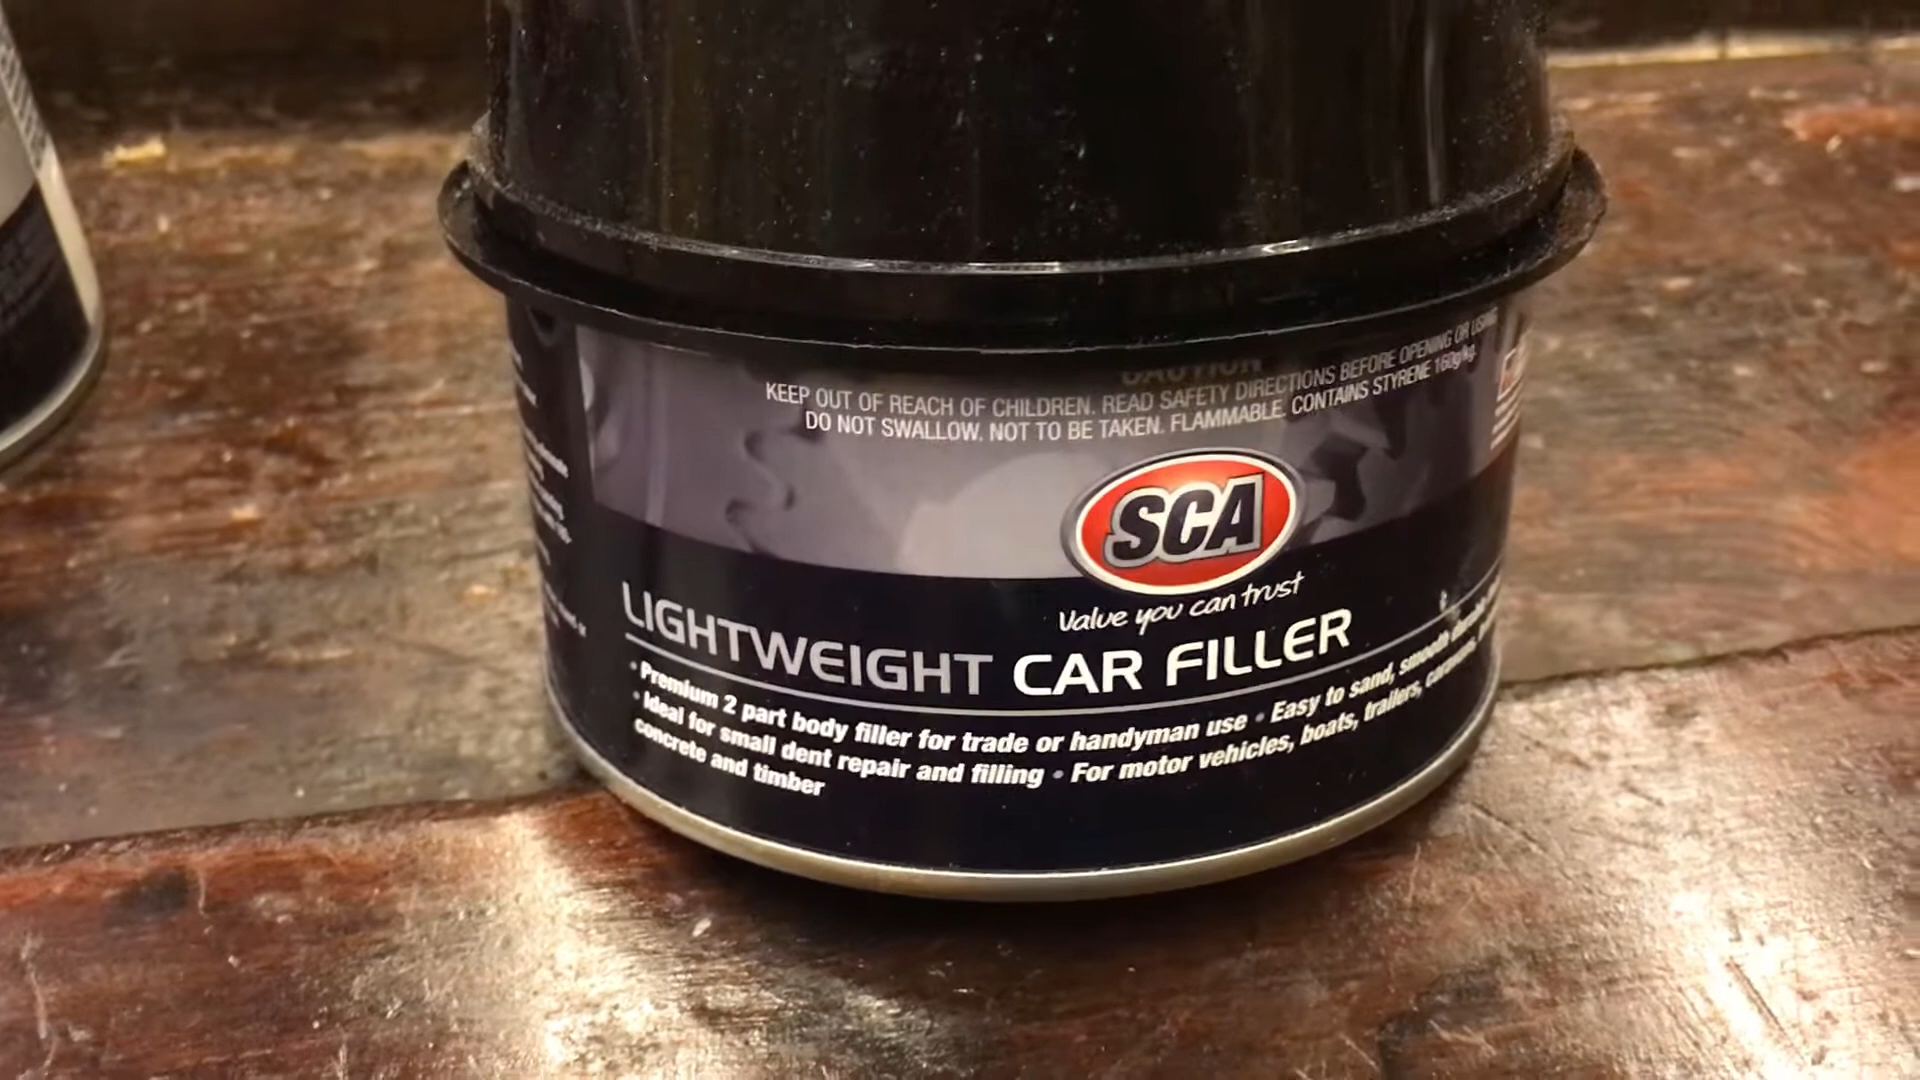 CAUTION
KEEP OUT OF REACH OF CHILDREN. READ SAFETY DIRECTIONS BEFORE OPENING OR USING
DO NOT SWALLOW. NOT TO BE TAKEN. FLAMMABLE. CONTAINS STYRENE 160g/kg.
SCA
Value you can trust
LIGHTWEIGHT CAR FILLER
• Premium 2 part body filler for trade or handyman use • Easy to sand, smooth
• Ideal for small dent repair and filling • For motor vehicles, boats, trailers, caravans,
concrete and timber